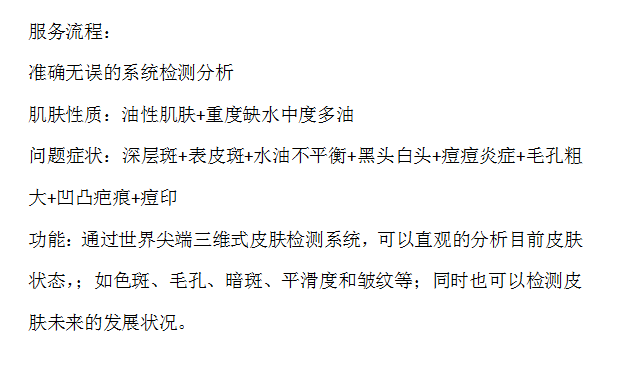 服务流程：
准确无误的系统检测分析
肌肤性质：油性肌肤+重度缺水中度多油
问题症状：深层斑+表皮斑+水油不平衡+黑头白头+痘痘炎症+毛孔粗
大+凹凸疤痕+痘印
功能：通过世界尖端三维式皮肤检测系统，可以直观的分析目前皮肤
状态，；如色斑、毛孔、暗斑、平滑度和皱纹等；同时也可以检测皮
肤未来的发展状况。